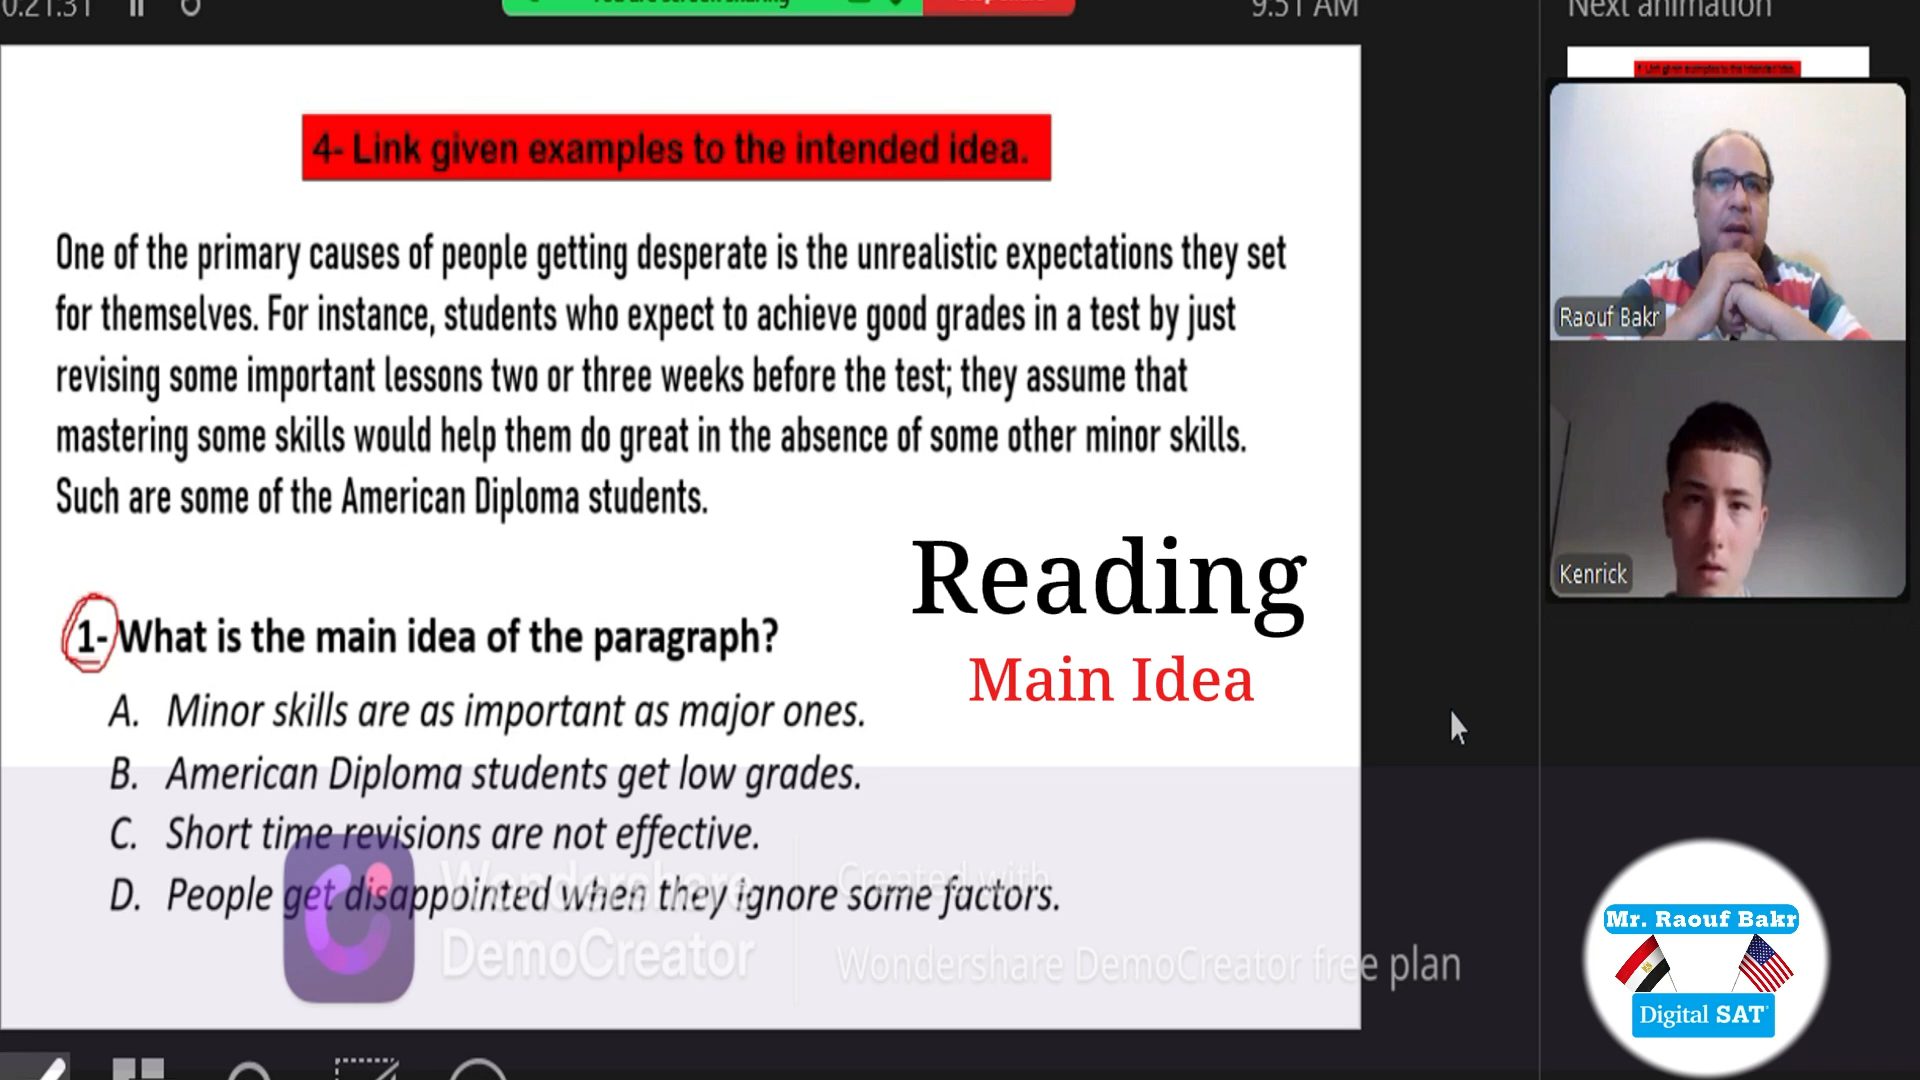 0:21:31
9:51 AM
Next animation
4- Link given examples to the intended idea.
One of the primary causes of people getting desperate is the unrealistic expectations they set
for themselves. For instance, students who expect to achieve good grades in a test by just
revising some important lessons two or three weeks before the test; they assume that
mastering some skills would help them do great in the absence of some other minor skills.
Such are some of the American Diploma students.
Reading
Main Idea
1- What is the main idea of the paragraph?
A. Minor skills are as important as major ones.
B. American Diploma students get low grades.
C. Short time revisions are not effective.
D. People get disappointed when they ignore some factors.
Wondershare
DemoCreator
Created with
Wondershare DemoCreator free plan
Raouf Bakr
Kenrick
Mr. Raouf Bakr
Digital SAT